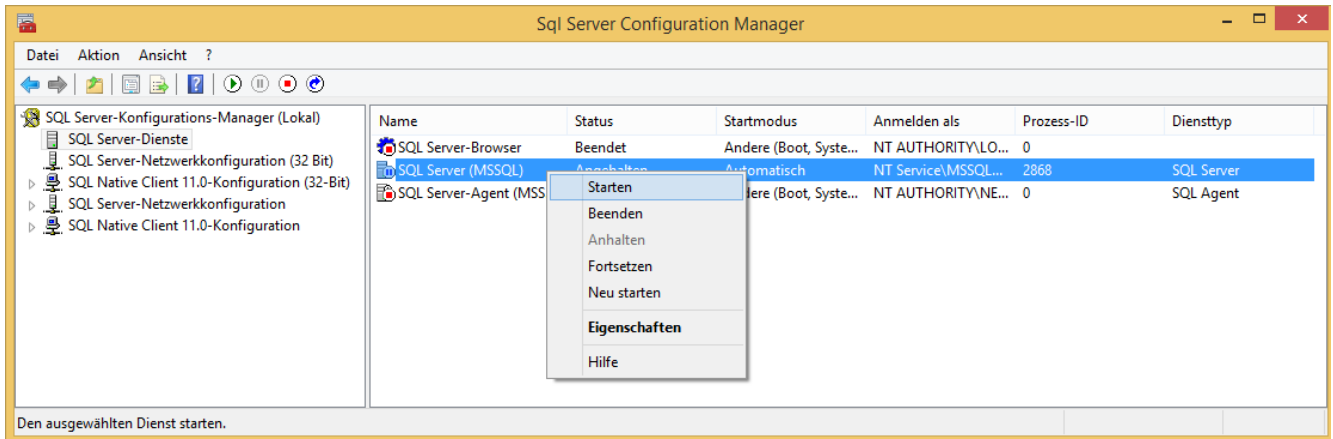 Sql Server Configuration Manager
Datei Aktion Ansicht ?
SQL Server-Konfigurations-Manager (Lokal)
SQL Server-Dienste
SQL Server-Netzwerkkonfiguration (32 Bit)
SQL Native Client 11.0-Konfiguration (32-Bit)
SQL Server-Netzwerkkonfiguration
SQL Native Client 11.0-Konfiguration
Name Status Startmodus Anmelden als Prozess-ID Diensttyp
SQL Server-Browser Beendet Andere (Boot, Syste... NT AUTHORITY\LO... 0
SQL Server (MSSQL) Angehalten Automatisch NT Service\MSSQL... 2868 SQL Server
SQL Server-Agent (MSS dere (Boot, Syste... NT AUTHORITY\NE... 0 SQL Agent
Starten
Beenden
Anhalten
Fortsetzen
Neu starten
Eigenschaften
Hilfe
Den ausgewählten Dienst starten.